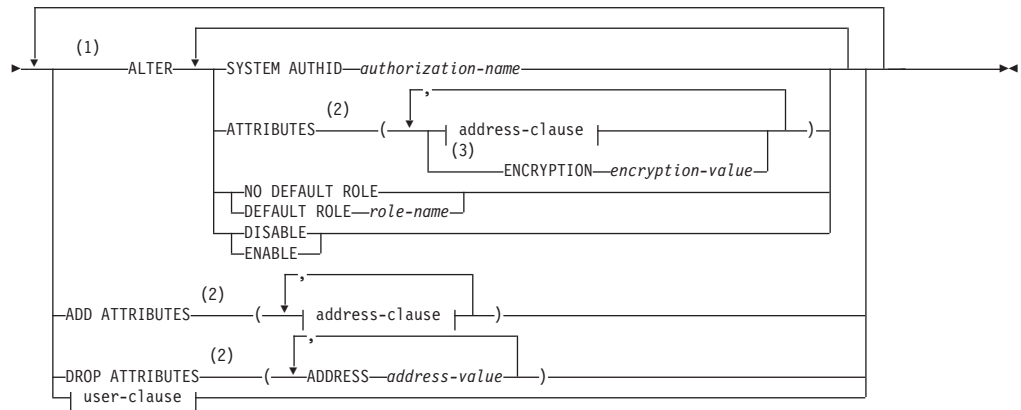 (1)
ALTER SYSTEM AUTHID authorization-name
,
(2)
ATTRIBUTES ( address-clause )
(3)
ENCRYPTION encryption-value
NO DEFAULT ROLE
DEFAULT ROLE role-name
DISABLE
ENABLE
,
(2)
ADD ATTRIBUTES ( address-clause )
,
(2)
DROP ATTRIBUTES ( ADDRESS address-value )
user-clause